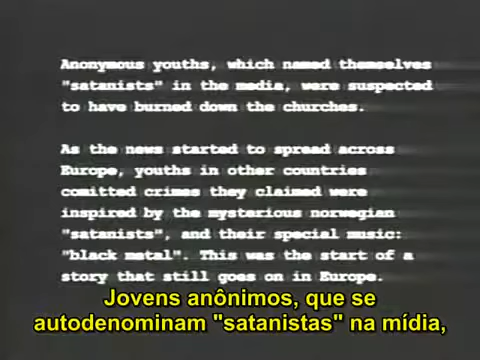 Anonymous youths, which named themselves
"satanists" in the media, were suspected
to have burned down the churches.
As the news started to spread across
Europe, youths in other countries
comitted crimes they claimed were
inspired by the mysterious norwegian
"satanists", and their special music:
"black metal". This was the start of a
story that still goes on in Europe.
Jovens anônimos, que se
autodenominam "satanistas" na mídia,